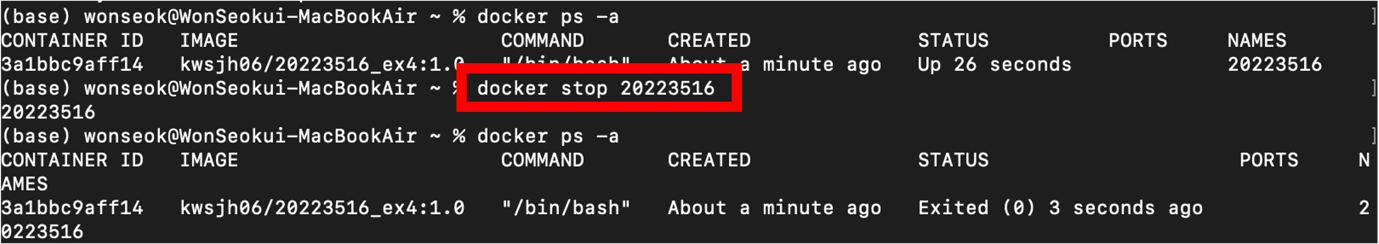 (base) wonseok@WonSeokui-MacBookAir ~ % docker ps -a ]
CONTAINER ID IMAGE COMMAND CREATED STATUS PORTS NAMES
3a1bbc9aff14 kwsjh06/20223516_ex4:1.0 "/bin/bash" About a minute ago Up 26 seconds 20223516
(base) wonseok@WonSeokui-MacBookAir ~ % docker stop 20223516 ]
20223516
(base) wonseok@WonSeokui-MacBookAir ~ % docker ps -a ]
CONTAINER ID IMAGE COMMAND CREATED STATUS PORTS N
AMES
3a1bbc9aff14 kwsjh06/20223516_ex4:1.0 "/bin/bash" About a minute ago Exited (0) 3 seconds ago 2
0223516